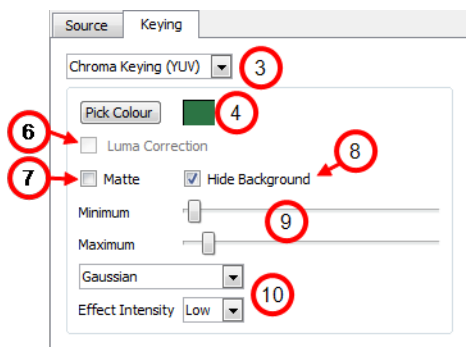 Source Keying
Chroma Keying (YUV) 3
Pick Colour 4
6 Luma Correction
7 Matte Hide Background 8
Minimum 9
Maximum
Gaussian
10
Effect Intensity Low